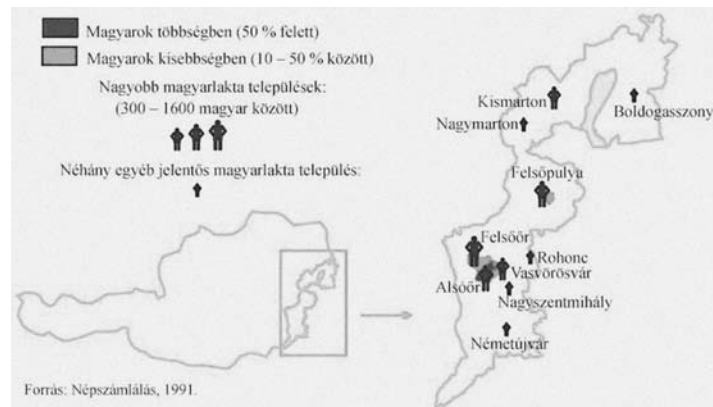 Magyarok többségben (50 % felett)
Magyarok kisebbségben (10 – 50 % között)
Nagyobb magyarlakta települések:
(300 – 1600 magyar között)
Néhány egyéb jelentős magyarlakta település:
Kismarton
Boldogasszony
Nagymarton
Felsőpulya
Felsőőr
Rohonc
Vasvörösvár
Alsóőr
Nagyszentmihály
Németújvár
Forrás: Népszámlálás, 1991.